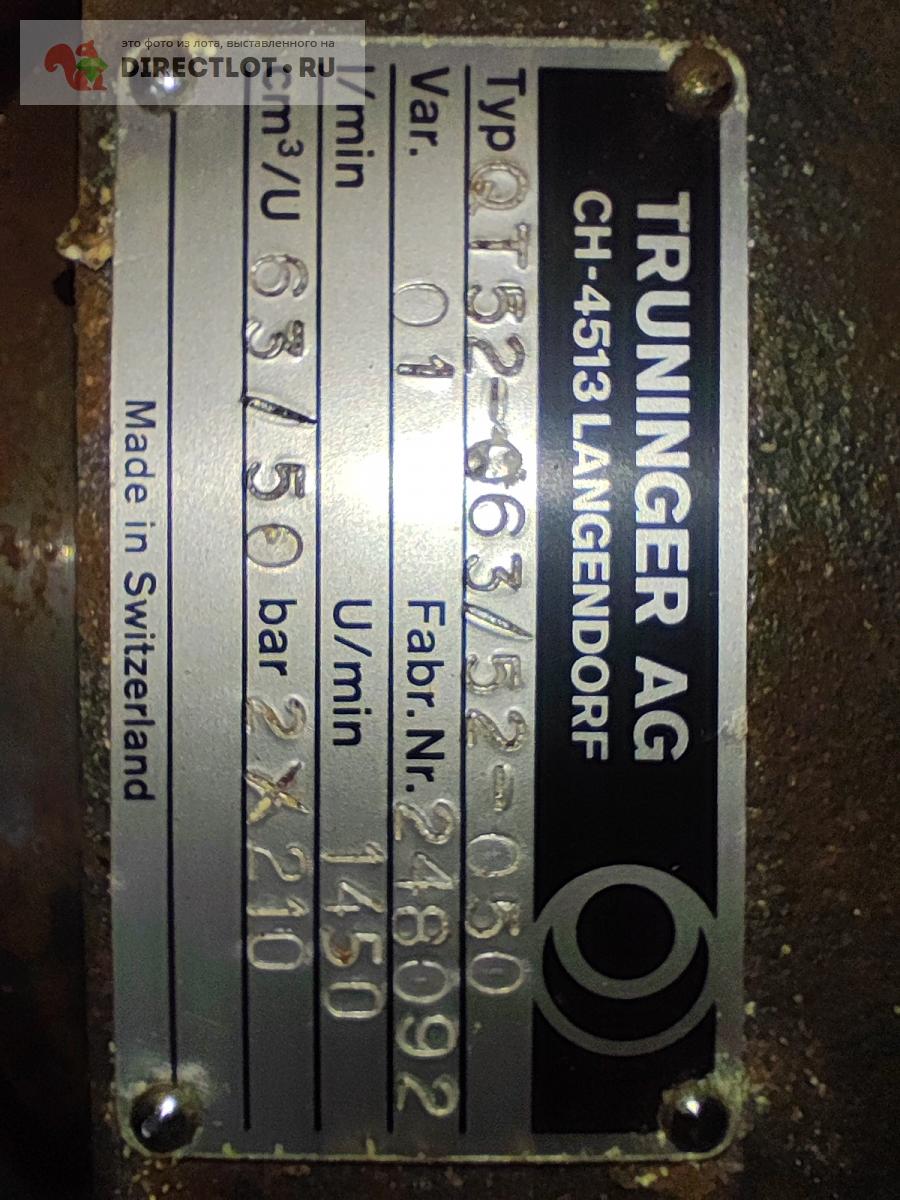 это фото из лота, выставленного на
DIRECTLOT.RU
TRUNINGER AG
CH-4513 LANGENDORF
Typ QT52-063/52-050
Var. 01 Fabr. Nr. 248092
l/min U/min 1450
cm³/U 63/50 bar 2X210
Made in Switzerland